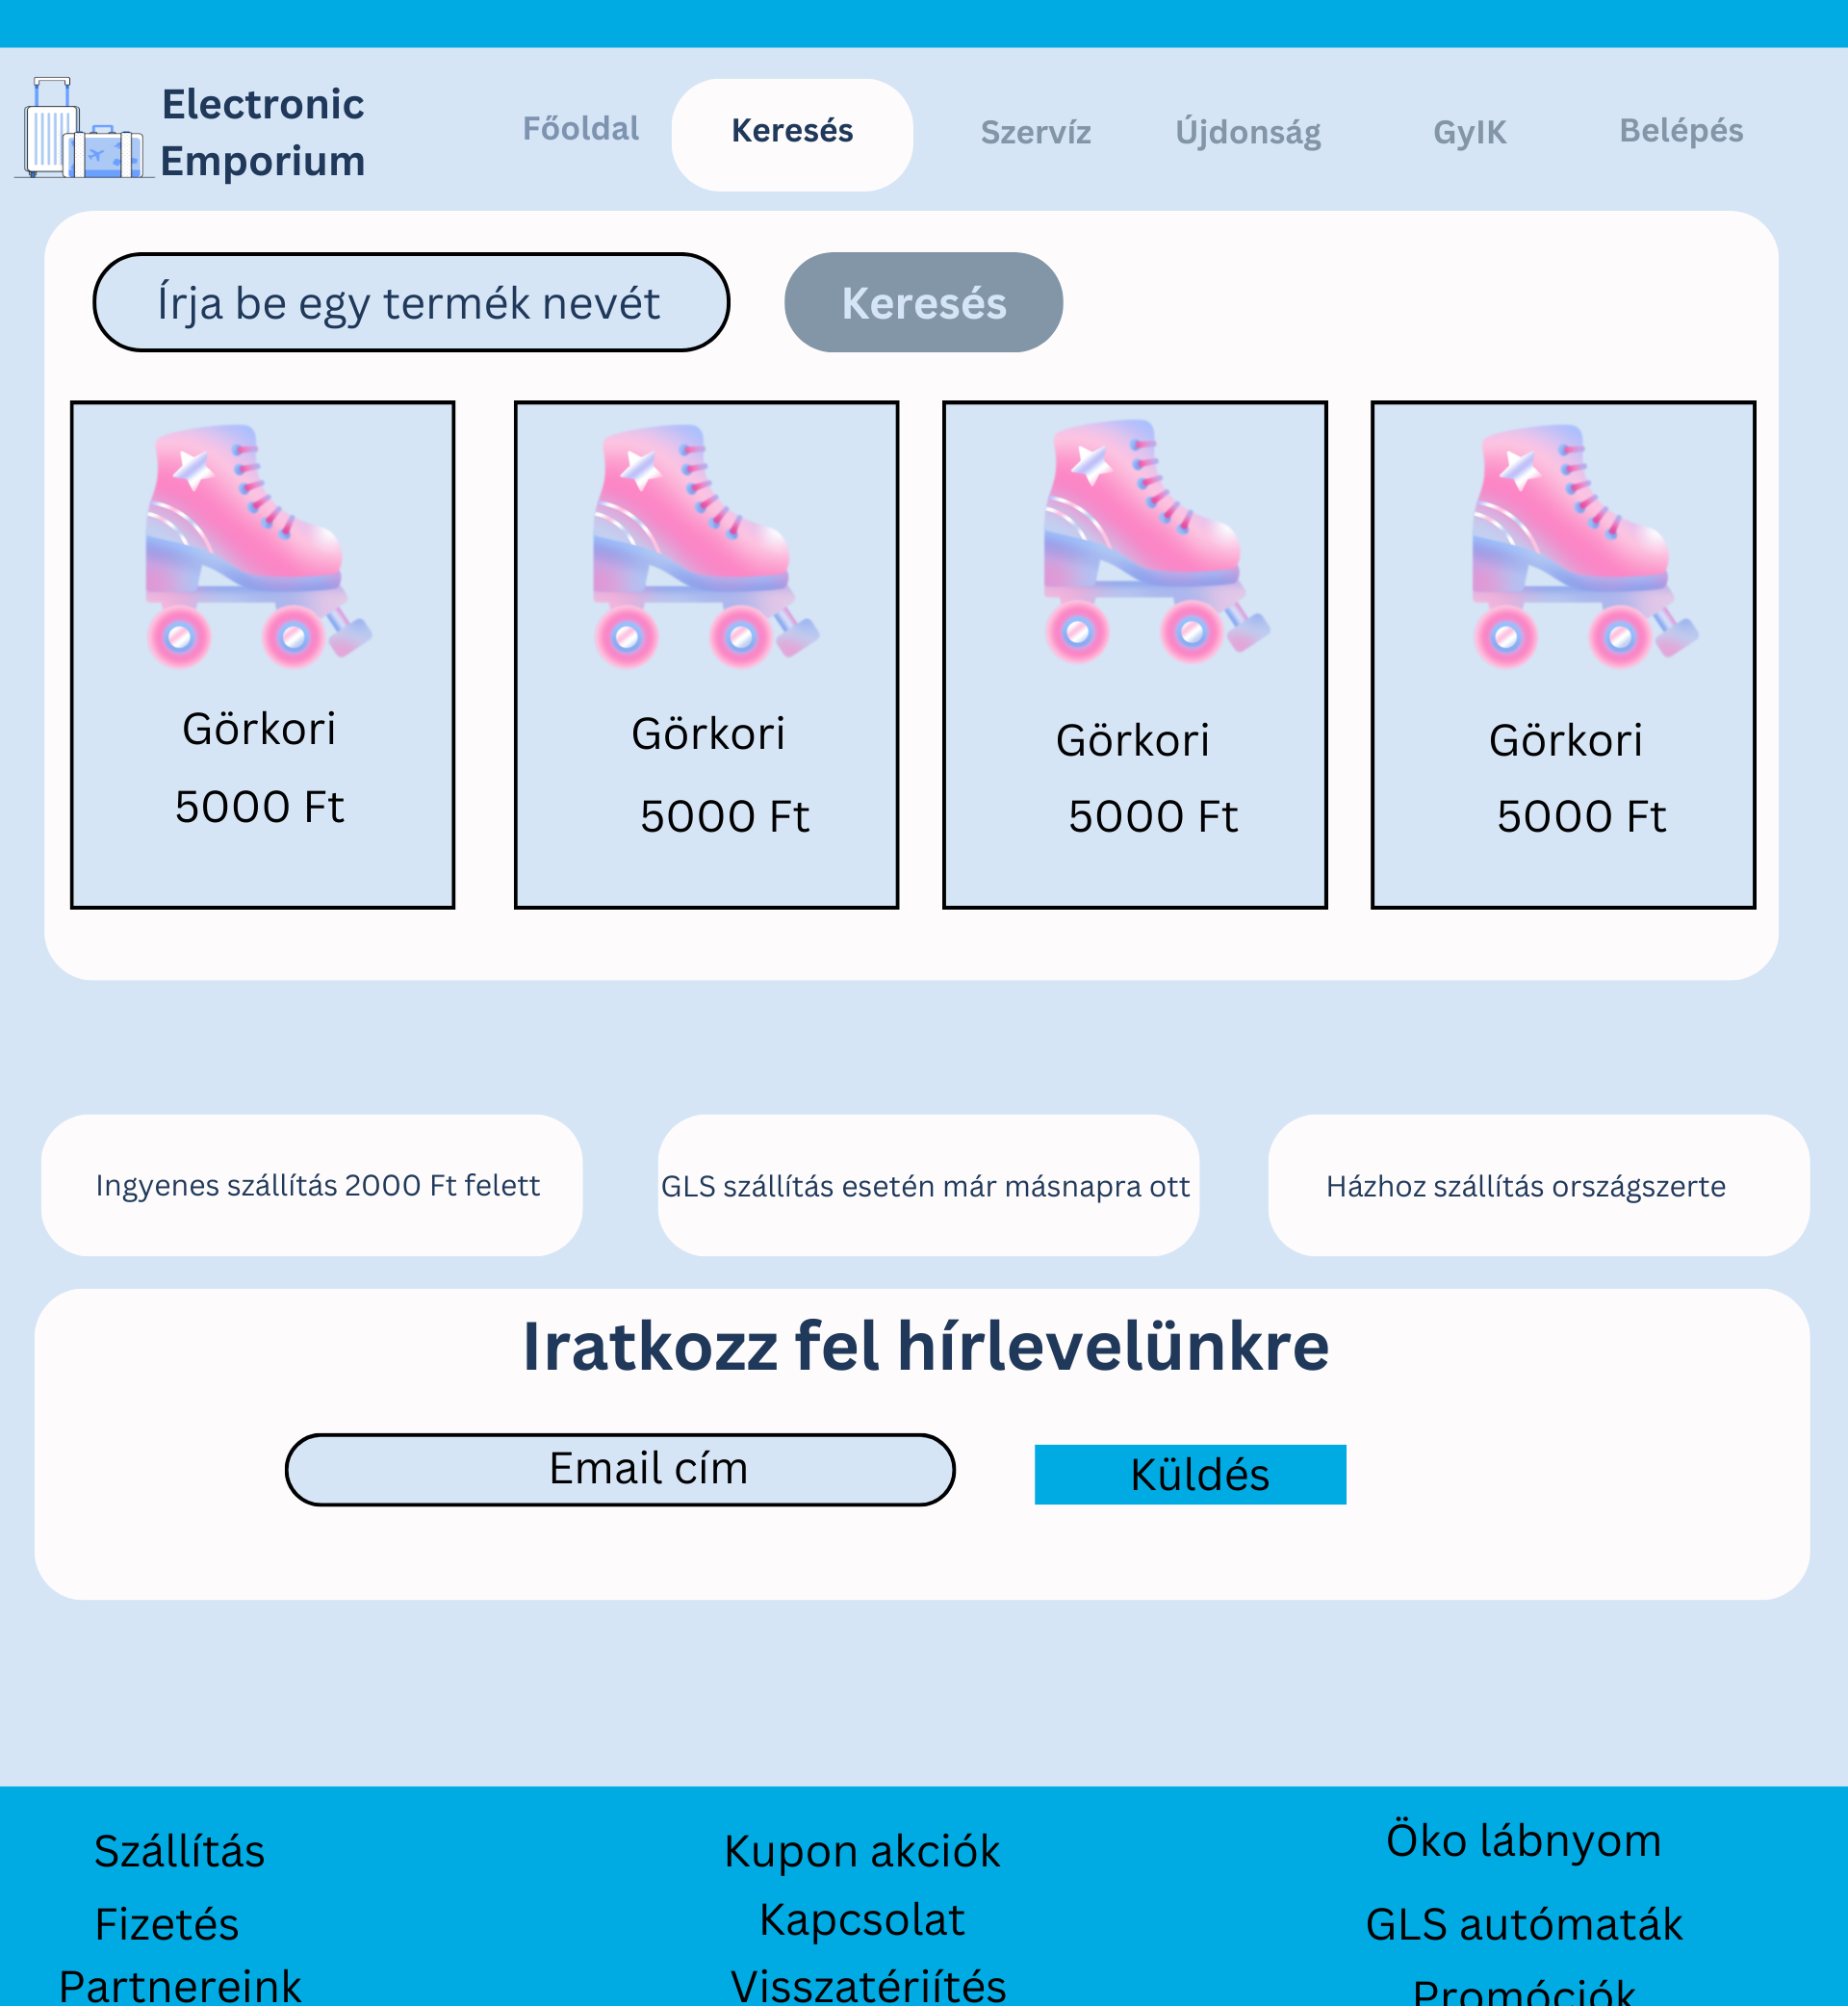 Electronic
Emporium
Főoldal
Keresés
Szervíz
Újdonság
GyIK
Belépés
Írja be egy termék nevét
Keresés
Görkori
5000 Ft
Görkori
5000 Ft
Görkori
5000 Ft
Görkori
5000 Ft
Ingyenes szállítás 2000 Ft felett
GLS szállítás esetén már másnapra ott
Házhoz szállítás országszerte
Iratkozz fel hírlevelünkre
Email cím
Küldés
Szállítás
Fizetés
Partnereink
Kupon akciók
Kapcsolat
Visszatériítés
Öko lábnyom
GLS autómaták
Promóciók